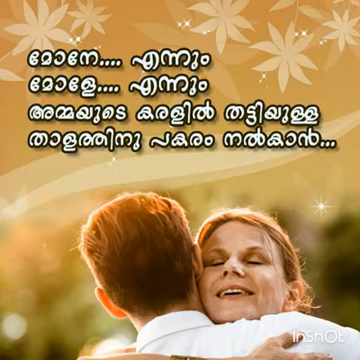 മോനേ.... എന്നും
മോളേ.... എന്നും
അമ്മയുടെ കരളിൽ തട്ടിയുള്ള
താളത്തിനു പകരം നൽകാൻ...
InShOt